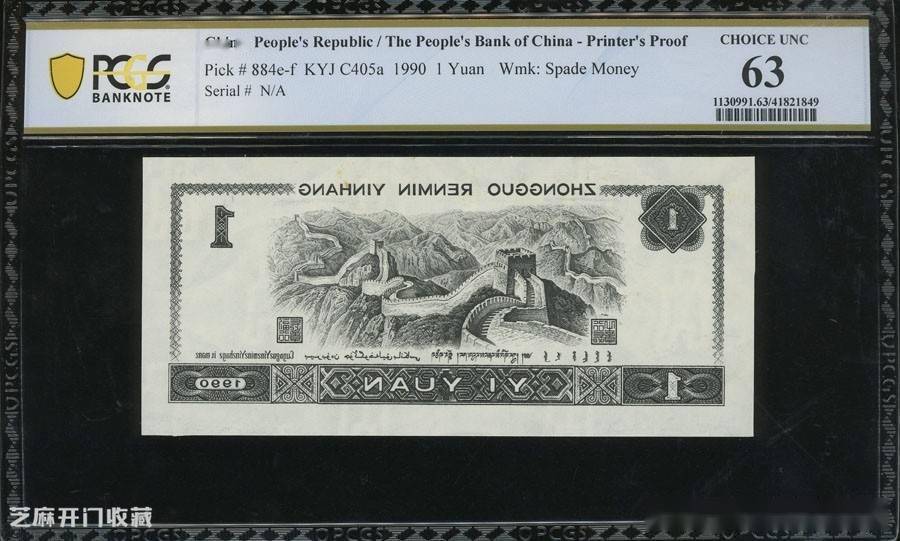 China People's Republic / The People's Bank of China - Printer's Proof
Pick # 884e-f KYJ C405a 1990 1 Yuan Wmk: Spade Money
Serial # N/A
PCGS
BANKNOTE
CHOICE UNC
63
1130991.63/41821849
ZHONGGUO RENMIN YINHANG
1
1
1990
YI YUAN
1
芝麻开门收藏